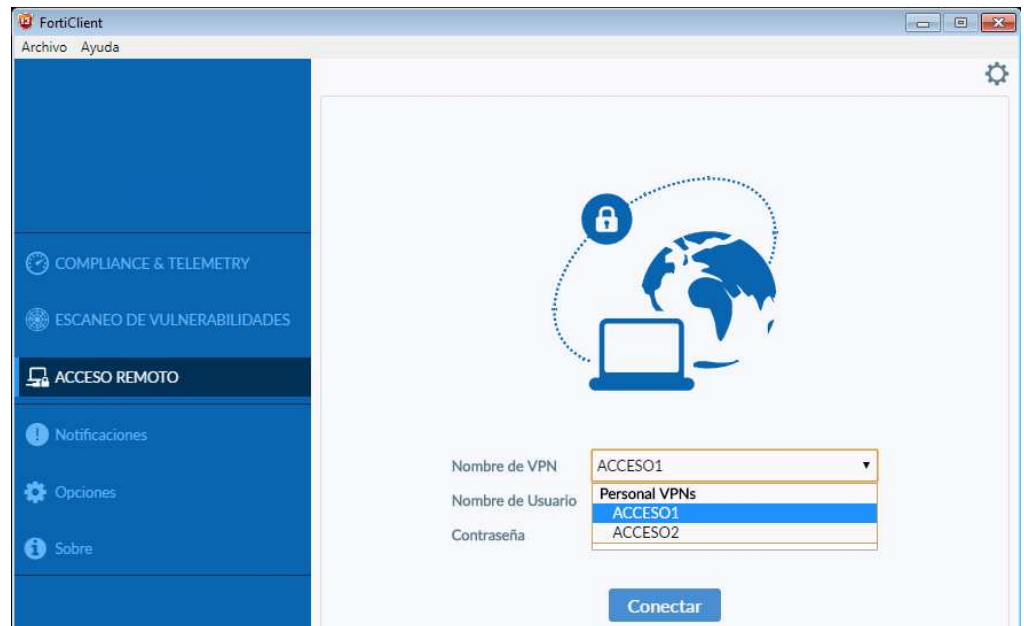 FortiClient
Archivo Ayuda
COMPLIANCE & TELEMETRY
ESCANEO DE VULNERABILIDADES
ACCESO REMOTO
Notificaciones
Opciones
Sobre
Nombre de VPN ACCESO1
Nombre de Usuario
Contraseña
Personal VPNs
ACCESO1
ACCESO2
Conectar